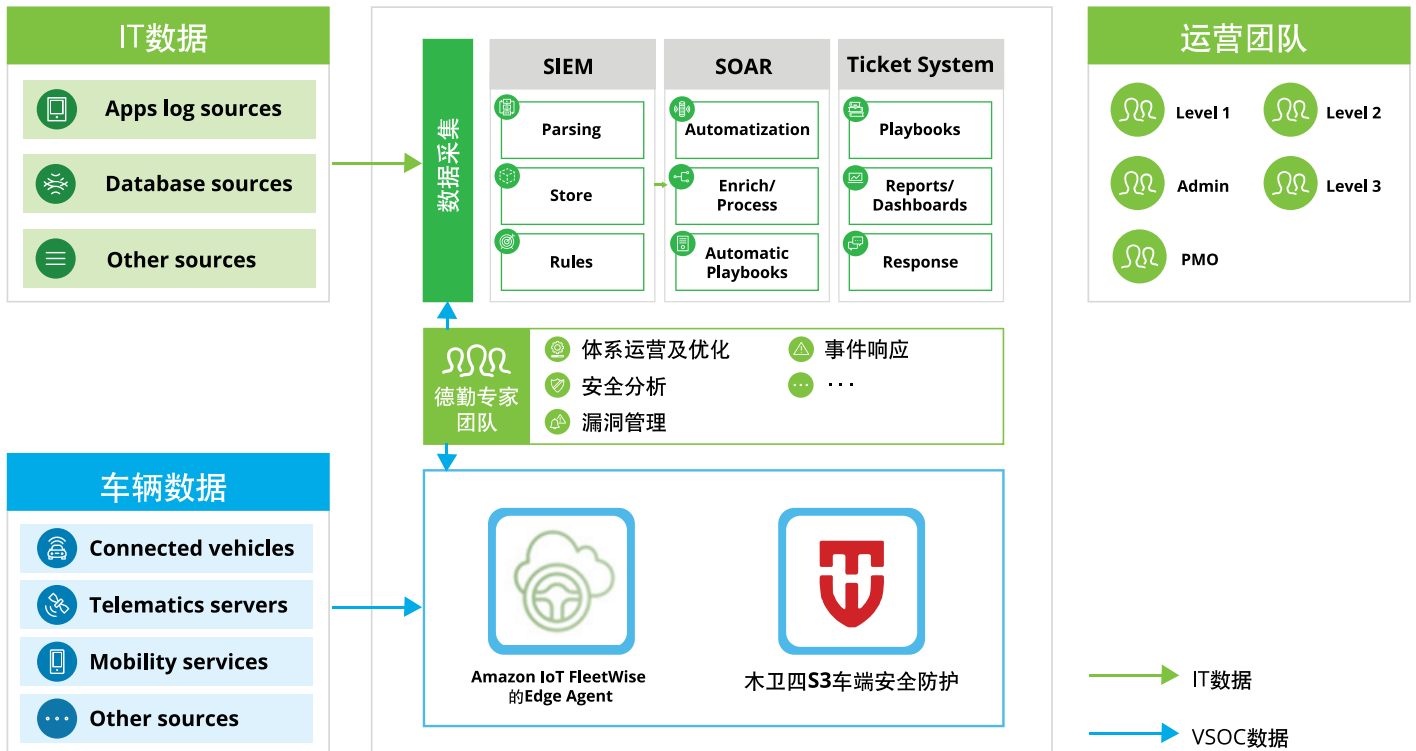 IT数据
Apps log sources
Database sources
Other sources
数据采集
SIEM
Parsing
Store
Rules
SOAR
Automatization
Enrich/
Process
Automatic
Playbooks
Ticket System
Playbooks
Reports/
Dashboards
Response
运营团队
Level 1
Level 2
Admin
Level 3
PMO
德勤专家
团队
体系运营及优化
安全分析
漏洞管理
事件响应
···
车辆数据
Connected vehicles
Telematics servers
Mobility services
Other sources
Amazon IoT FleetWise
的Edge Agent
木卫四S3车端安全防护
IT数据
VSOC数据